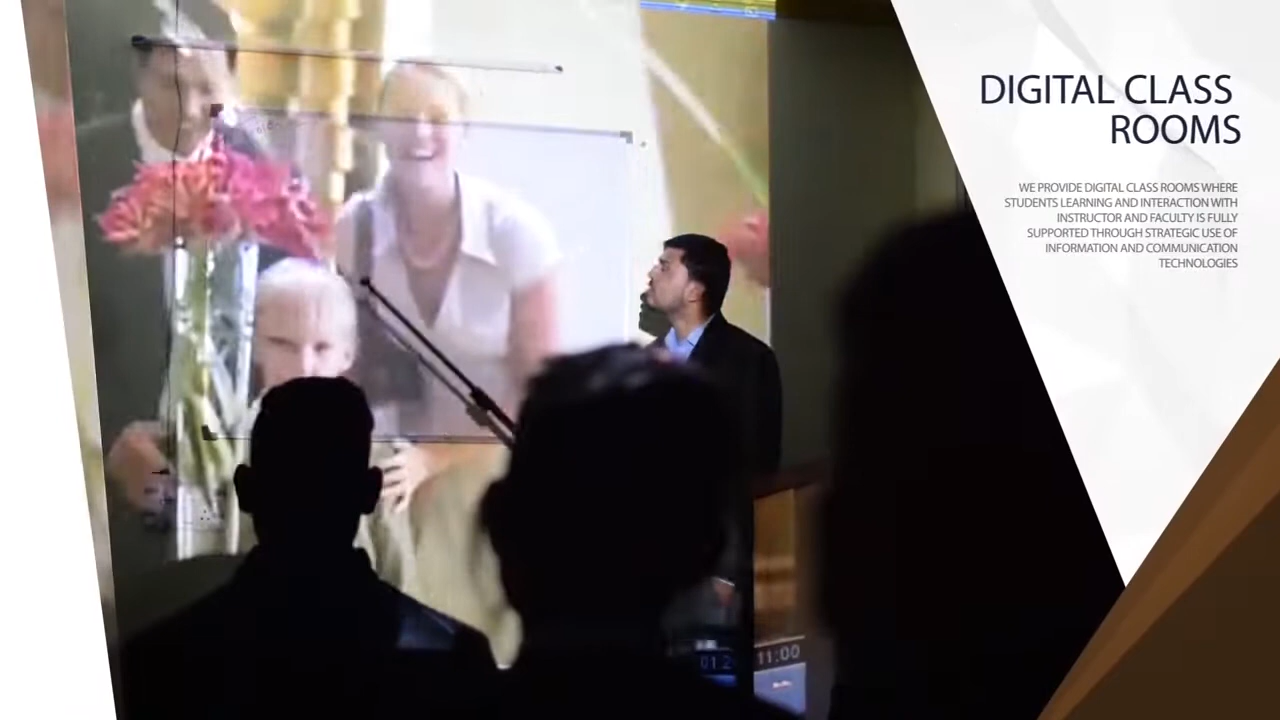 DIGITAL CLASS
ROOMS
WE PROVIDE DIGITAL CLASS ROOMS WHERE
STUDENTS LEARNING AND INTERACTION WITH
INSTRUCTOR AND FACULTY IS FULLY
SUPPORTED THROUGH STRATEGIC USE OF
INFORMATION AND COMMUNICATION
TECHNOLOGIES
11:00